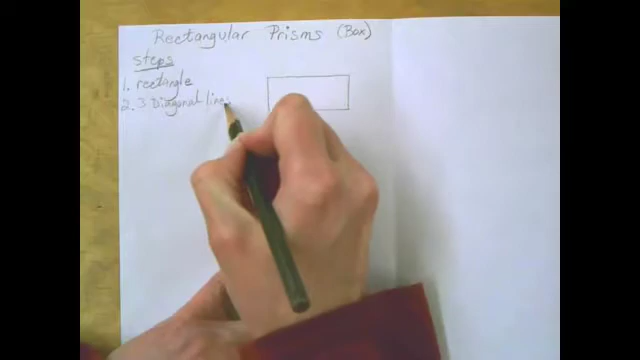 Rectangular Prisms (Box)
steps
1. rectangle
2. 3 Diagonal lines